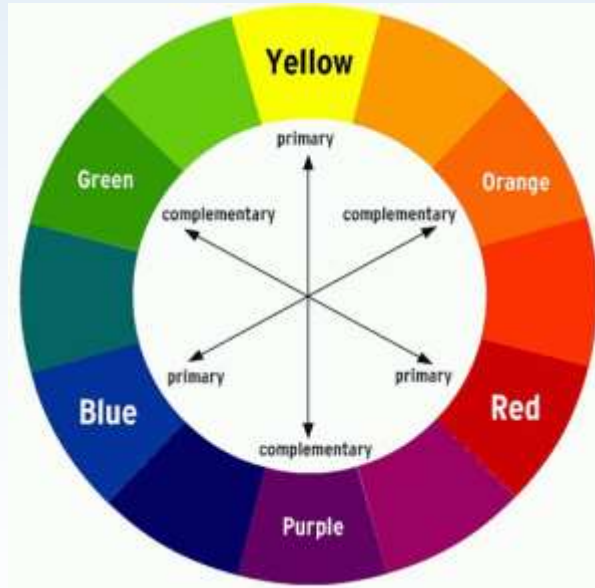 Yellow
primary
Green
Orange
complementary
complementary
primary
primary
Blue
Red
complementary
Purple